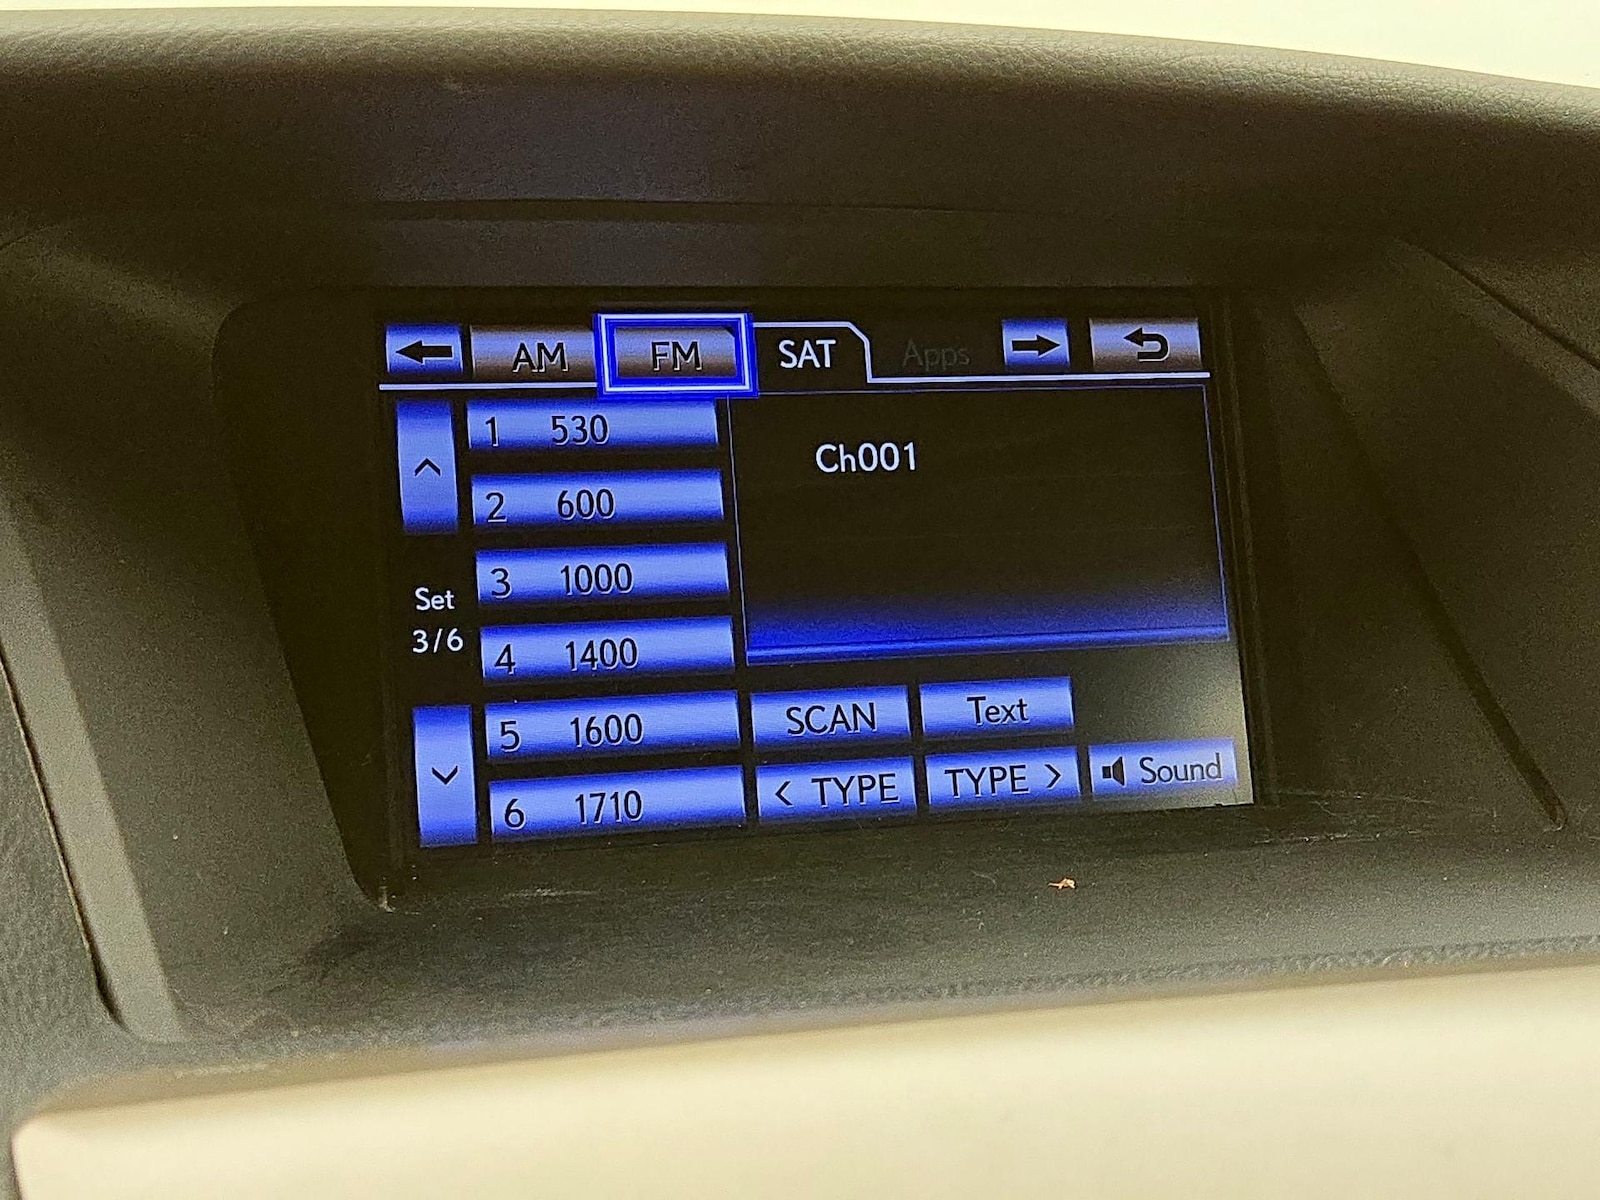 AM FM SAT Apps
1 530
Ch001
2 600
3 1000
Set
3/6
4 1400
5 1600
SCAN Text
6 1710
< TYPE TYPE > Sound